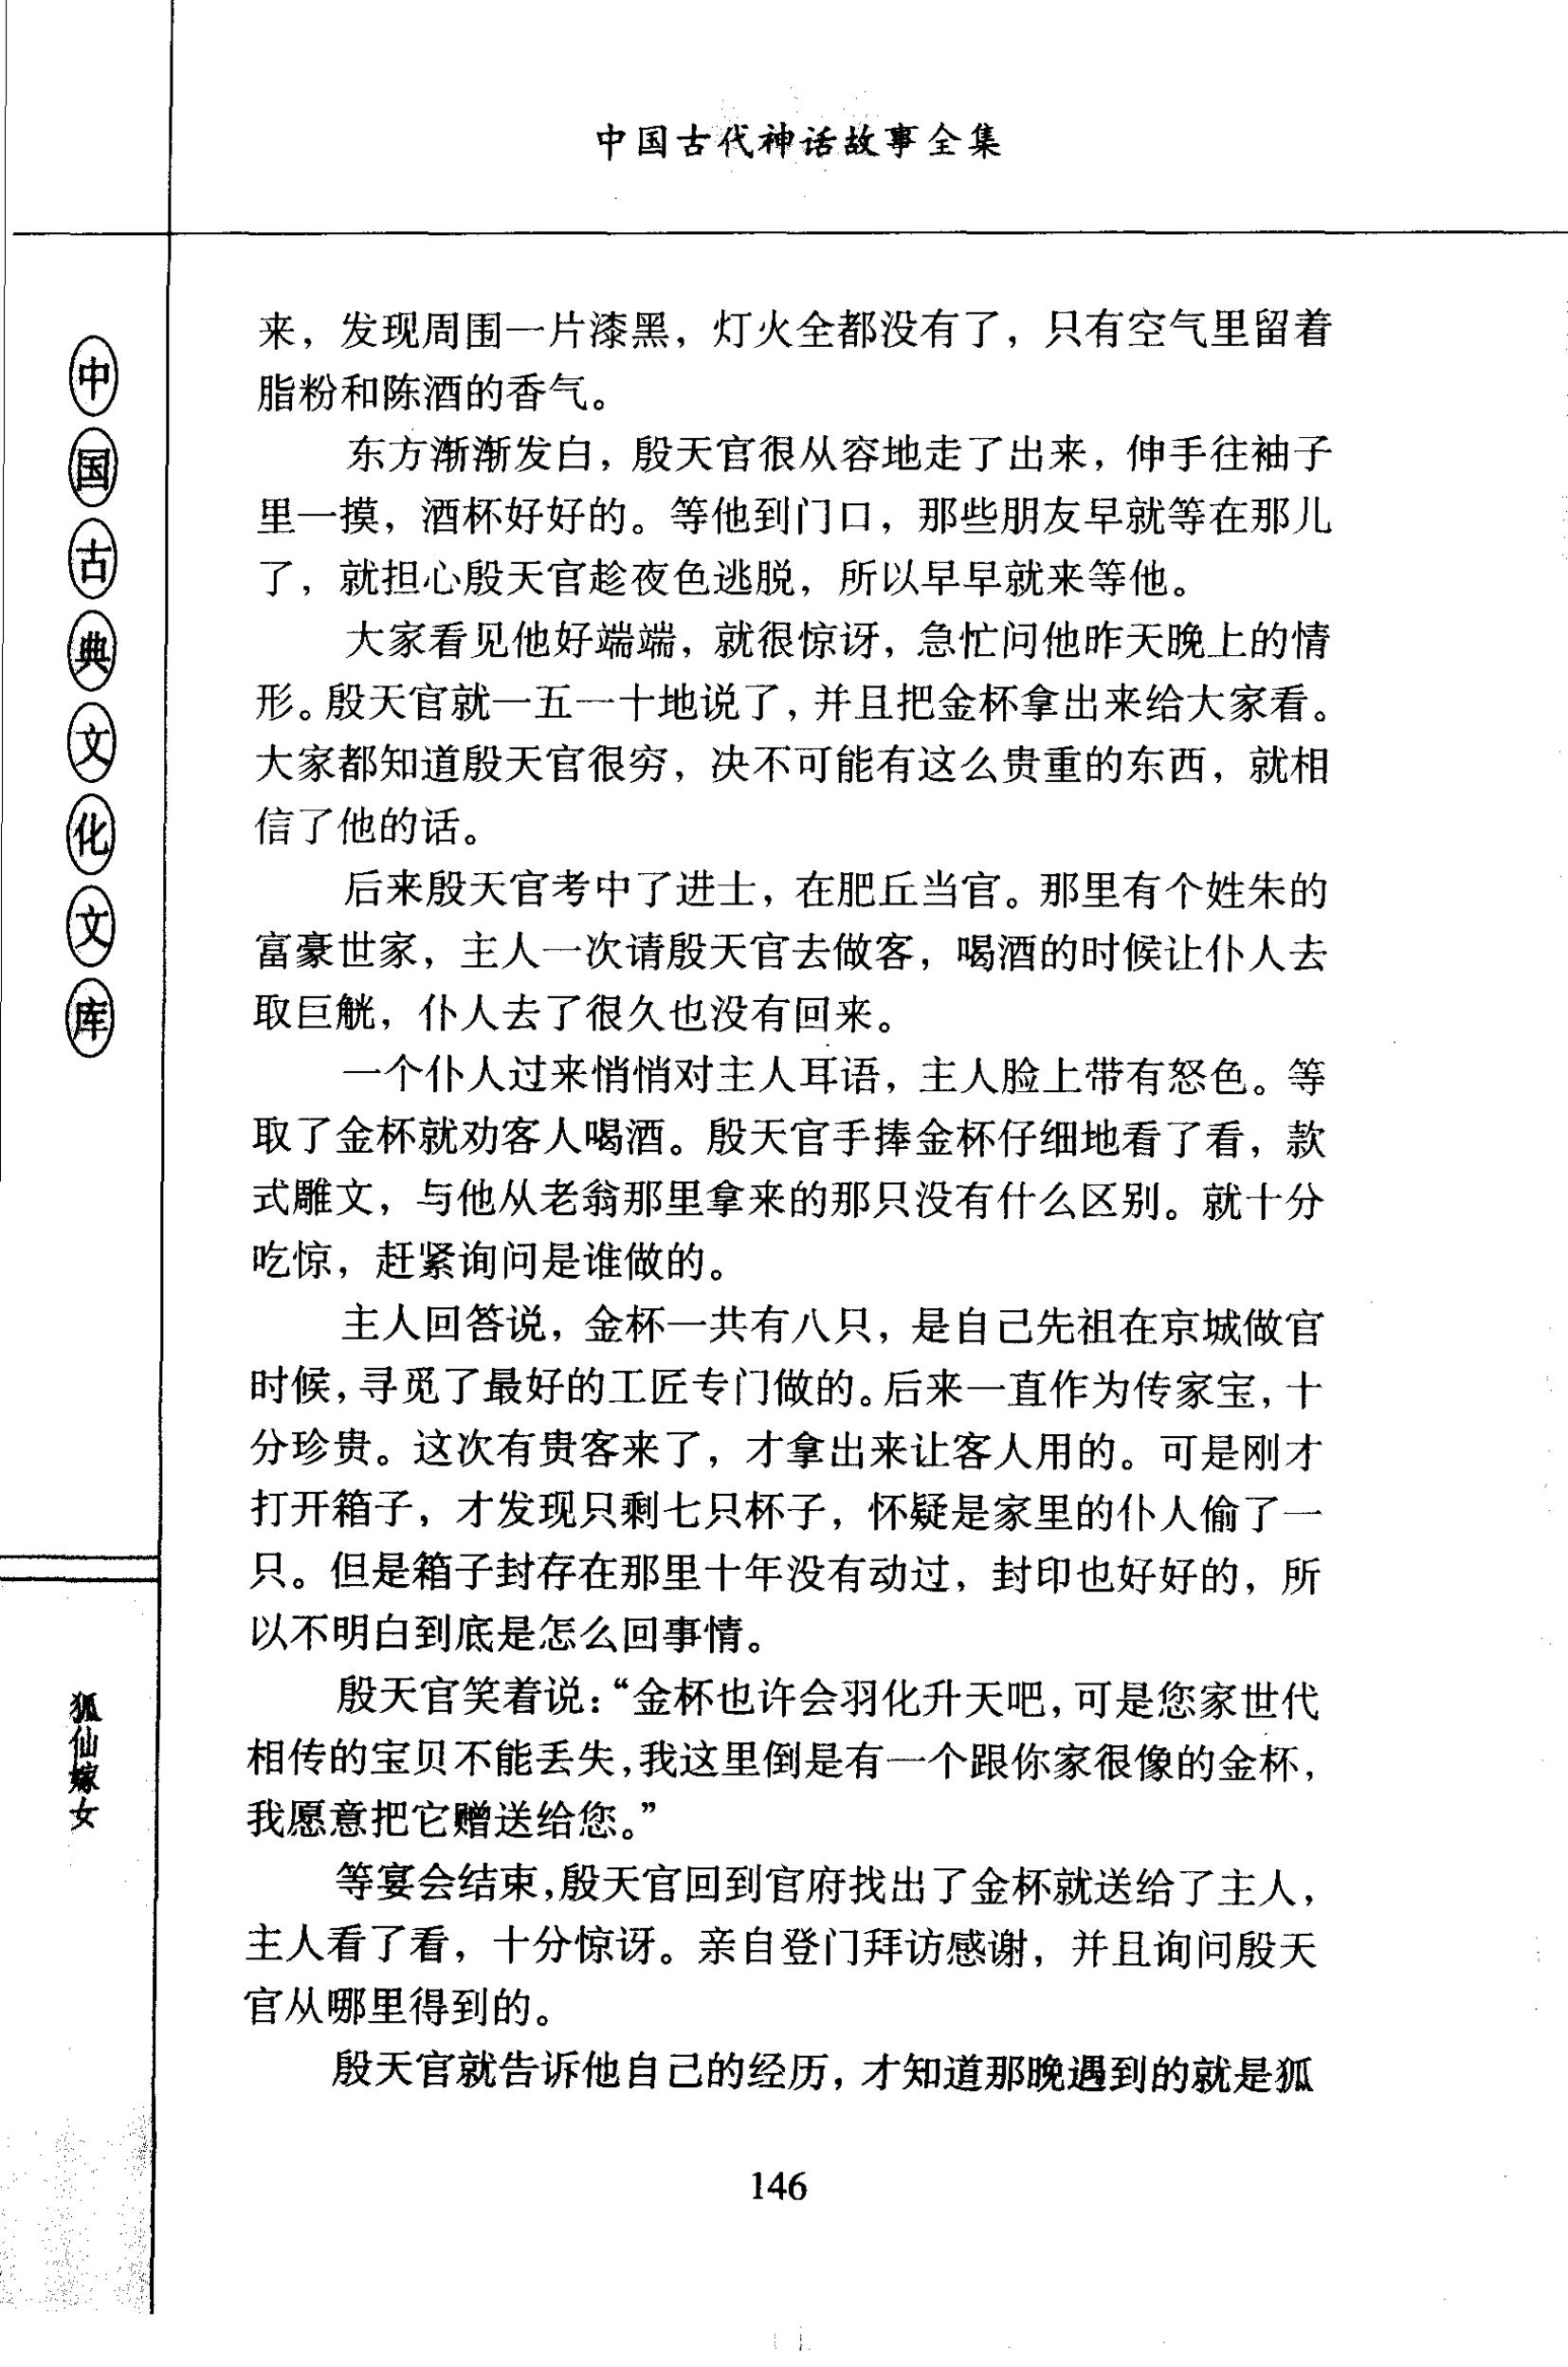 中国古代神话故事全集
中国古典文化文库
狐仙嫁女
来，发现周围一片漆黑，灯火全都没有了，只有空气里留着
脂粉和陈酒的香气。
东方渐渐发白，殷天官很从容地走了出来，伸手往袖子
里一摸，酒杯好好的。等他到门口，那些朋友早就等在那儿
了，就担心殷天官趁夜色逃脱，所以早早就来等他。
大家看见他好端端，就很惊讶，急忙问他昨天晚上的情
形。殷天官就一五一十地说了，并且把金杯拿出来给大家看。
大家都知道殷天官很穷，决不可能有这么贵重的东西，就相
信了他的话。
后来殷天官考中了进士，在肥丘当官。那里有个姓朱的
富豪世家，主人一次请殷天官去做客，喝酒的时候让仆人去
取巨觥，仆人去了很久也没有回来。
一个仆人过来悄悄对主人耳语，主人脸上带有怒色。等
取了金杯就劝客人喝酒。殷天官手捧金杯仔细地看了看，款
式雕文，与他从老翁那里拿来的那只没有什么区别。就十分
吃惊，赶紧询问是谁做的。
主人回答说，金杯一共有八只，是自己先祖在京城做官
时候，寻觅了最好的工匠专门做的。后来一直作为传家宝，十
分珍贵。这次有贵客来了，才拿出来让客人用的。可是刚才
打开箱子，才发现只剩七只杯子，怀疑是家里的仆人偷了一
只。但是箱子封存在那里十年没有动过，封印也好好的，所
以不明白到底是怎么回事情。
殷天官笑着说：“金杯也许会羽化升天吧，可是您家世代
相传的宝贝不能丢失，我这里倒是有一个跟你家很像的金杯，
我愿意把它赠送给您。”
等宴会结束，殷天官回到官府找出了金杯就送给了主人，
主人看了看，十分惊讶。亲自登门拜访感谢，并且询问殷天
官从哪里得到的。
殷天官就告诉他自己的经历，才知道那晚遇到的就是狐
146